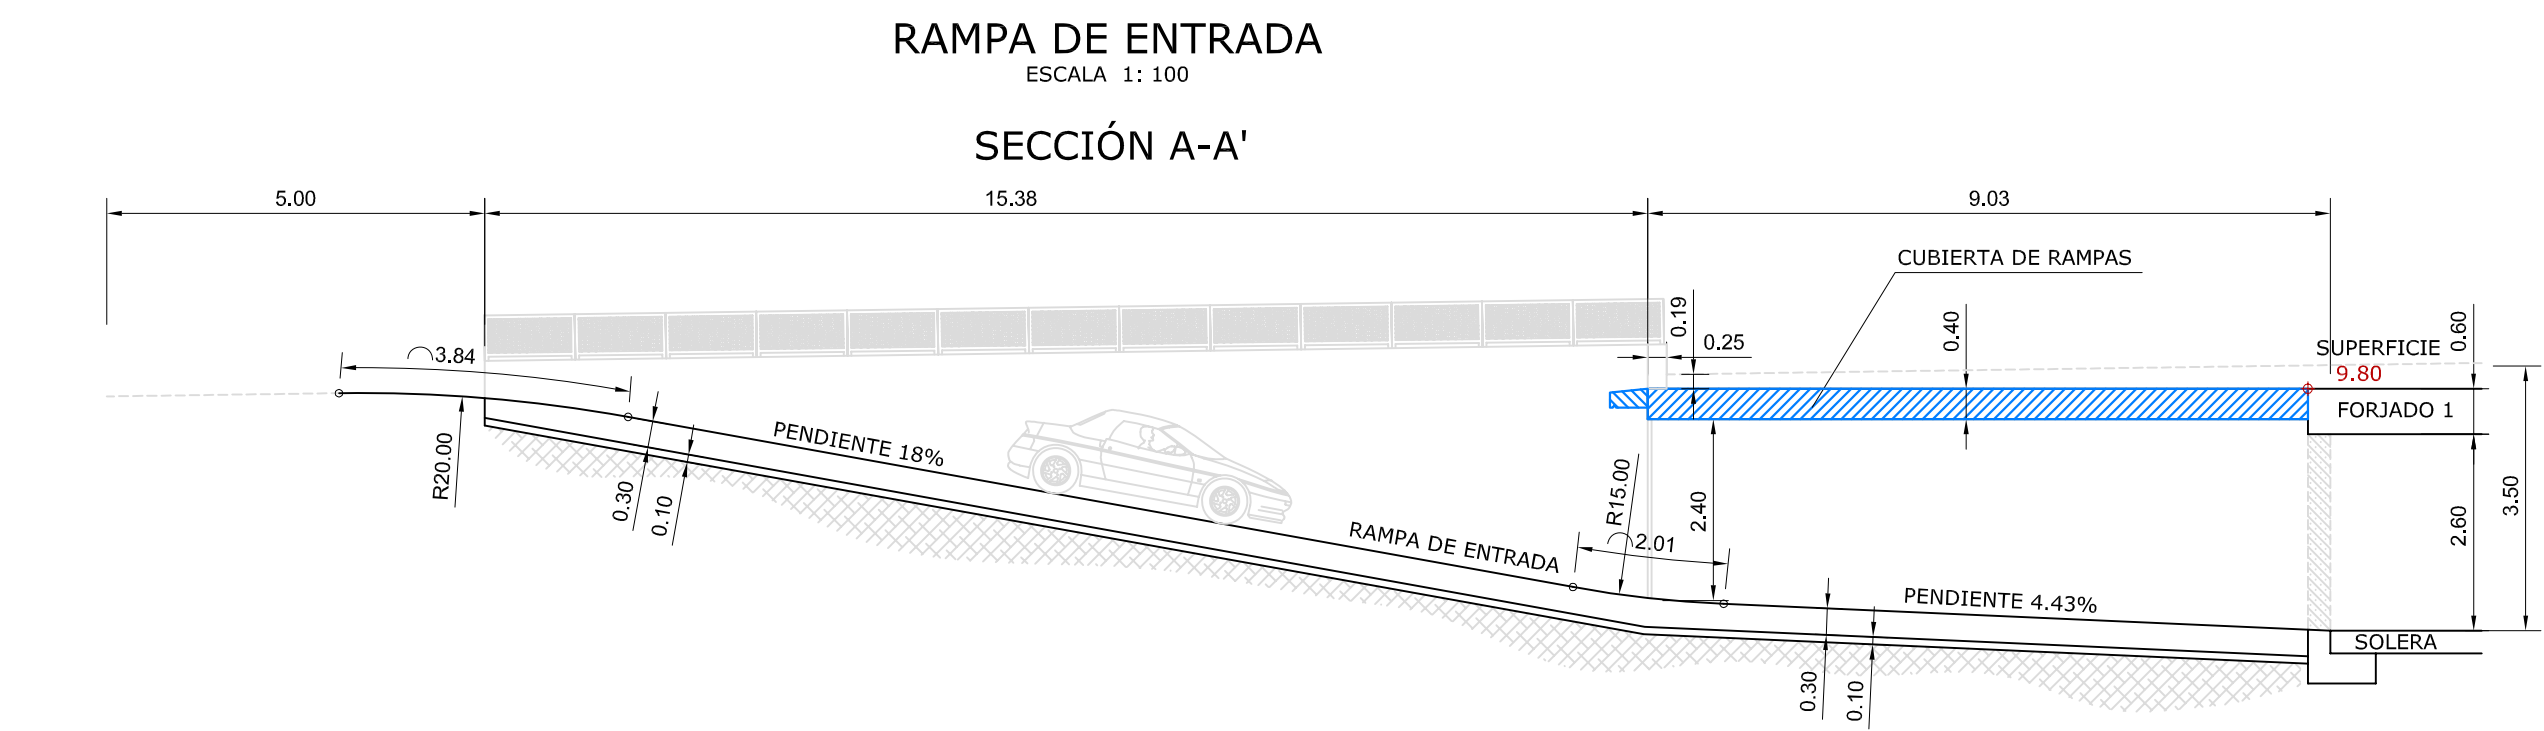 RAMPA DE ENTRADA
ESCALA 1: 100
SECCIÓN A-A'
5.00
15.38
9.03
CUBIERTA DE RAMPAS
0.19
0.25
0.40
0.60
SUPERFICIE
9.80
FORJADO 1
3.84
R20.00
0.30
0.10
PENDIENTE 18%
RAMPA DE ENTRADA
R15.00
2.01
2.40
2.60
3.50
PENDIENTE 4.43%
SOLERA
0.30
0.10